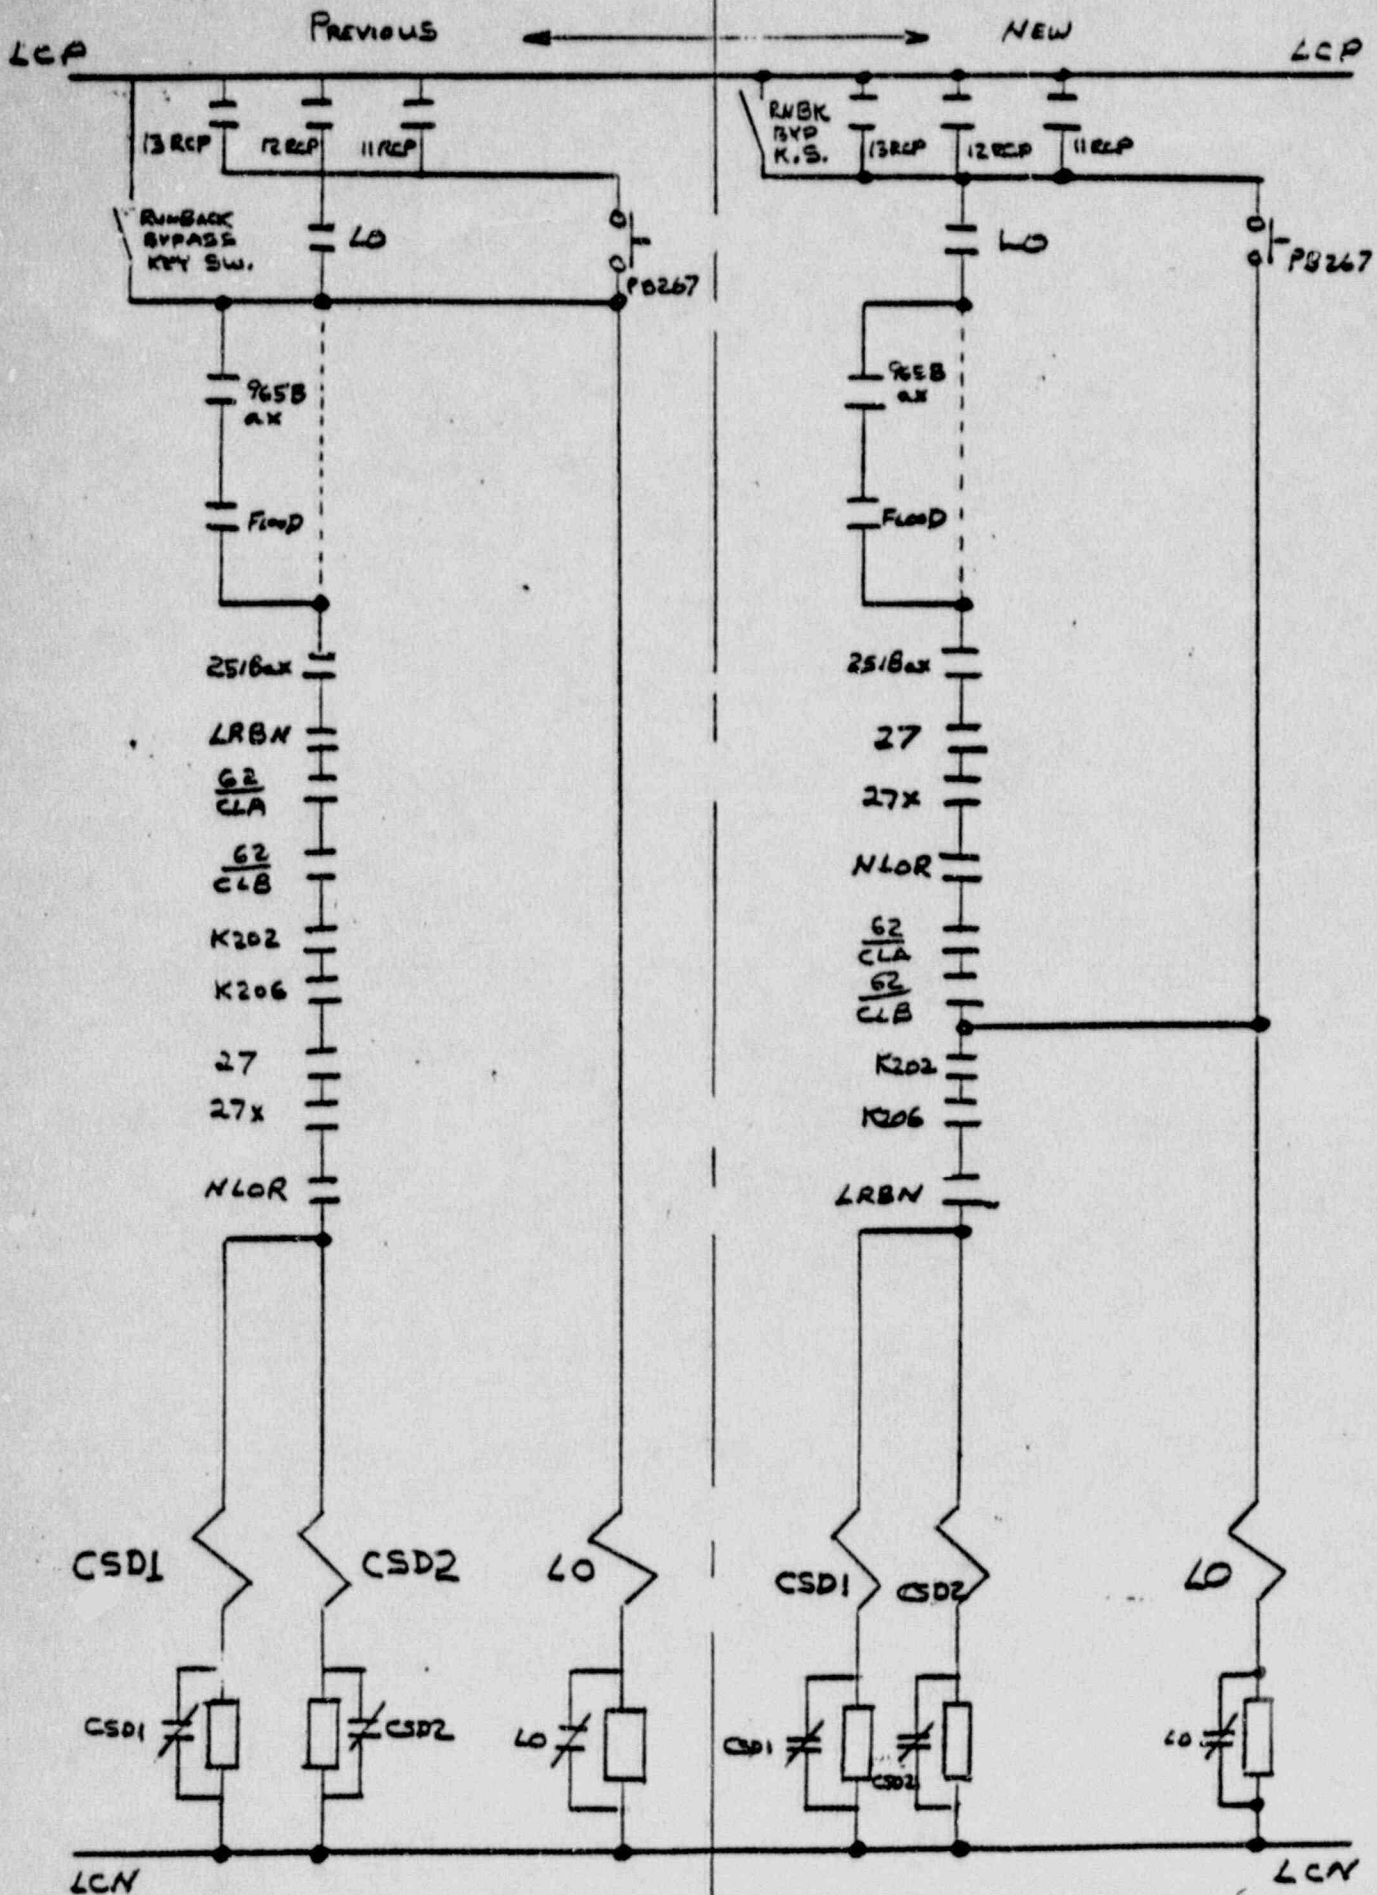 PREVIOUS
NEW
LCP
LCP
13RCP
12RCP
11RCP
RUNBACK
BYPASS
KEY SW.
LO
PB267
965B
ax
FLOOD
251Bax
LRBN
62
CLA
62
CLB
K202
K206
27
27x
NLOR
CSD1
CSD2
LO
CSD1
CSD2
LO
LCN
RNBK
BYP
K.S.
13RCP
12RCP
11RCP
LO
PB267
965B
ax
FLOOD
251Bax
27
27x
NLOR
62
CLA
62
CLB
K202
K206
LRBN
CSD1
CSD2
LO
CSD1
CSD2
LO
LCN